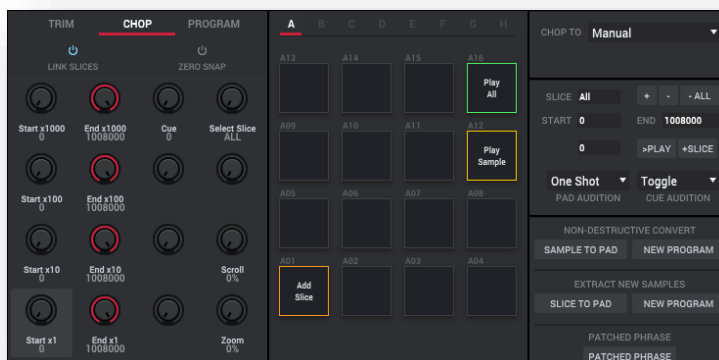 TRIM CHOP PROGRAM
LINK SLICES ZERO SNAP
Start x1000 End x1000 Cue Select Slice
0 1008000 0 ALL
Start x100 End x100
0 1008000
Start x10 End x10 Scroll
0 1008000 0%
Start x1 End x1 Zoom
0 1008000 0%
A B C D E F G H
A13 A14 A15 A16
Play
All
A09 A10 A11 A12
Play
Sample
A05 A06 A07 A08
A01 A02 A03 A04
Add
Slice
CHOP TO Manual
SLICE All + - - ALL
START 0 END 1008000
0 >PLAY +SLICE
One Shot Toggle
PAD AUDITION CUE AUDITION
NON-DESTRUCTIVE CONVERT
SAMPLE TO PAD NEW PROGRAM
EXTRACT NEW SAMPLES
SLICE TO PAD NEW PROGRAM
PATCHED PHRASE
PATCHED PHRASE